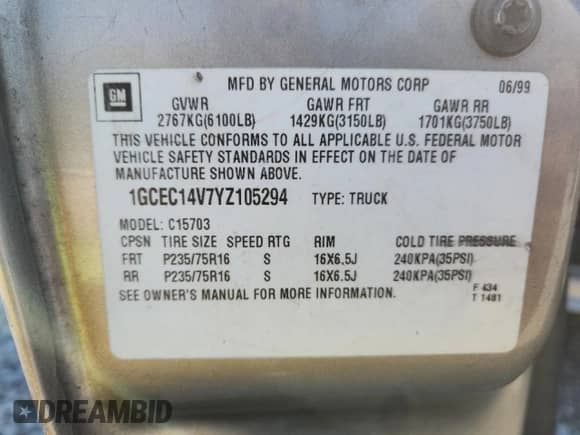 GM
MFD BY GENERAL MOTORS CORP 06/99
GVWR GAWR FRT GAWR RR
2767KG(6100LB) 1429KG(3150LB) 1701KG(3750LB)
THIS VEHICLE CONFORMS TO ALL APPLICABLE U.S. FEDERAL MOTOR
VEHICLE SAFETY STANDARDS IN EFFECT ON THE DATE OF
MANUFACTURE SHOWN ABOVE.
1GCEC14V7YZ105294 TYPE: TRUCK
MODEL: C15703
CPSN TIRE SIZE SPEED RTG RIM COLD TIRE PRESSURE
FRT P235/75R16 S 16X6.5J 240KPA(35PSI)
RR P235/75R16 S 16X6.5J 240KPA(35PSI)
SEE OWNER'S MANUAL FOR MORE INFORMATION.
F 434
T 1481
DREAMBID